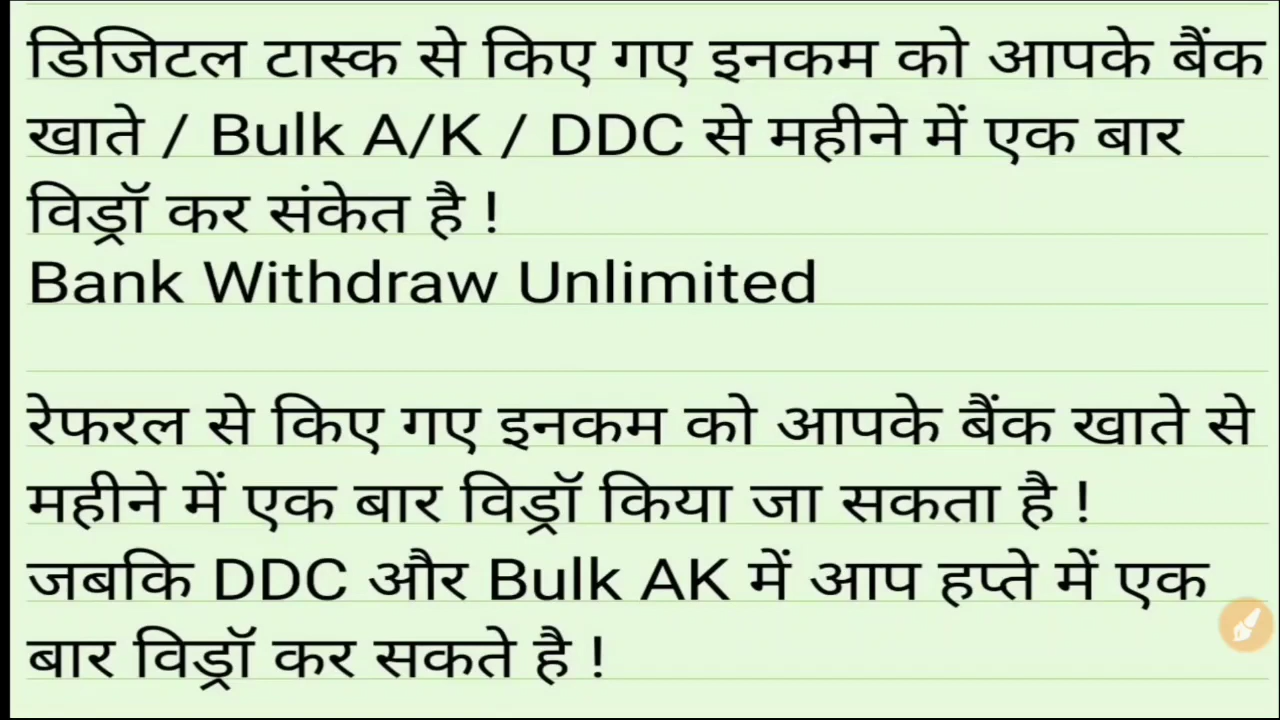 डिजिटल टास्क से किए गए इनकम को आपके बैंक
खाते / Bulk A/K / DDC से महीने में एक बार
विड्रॉ कर संकेत है !
Bank Withdraw Unlimited
रेफरल से किए गए इनकम को आपके बैंक खाते से
महीने में एक बार विड्रॉ किया जा सकता है !
जबकि DDC और Bulk AK में आप हप्ते में एक
बार विड्रॉ कर सकते है !